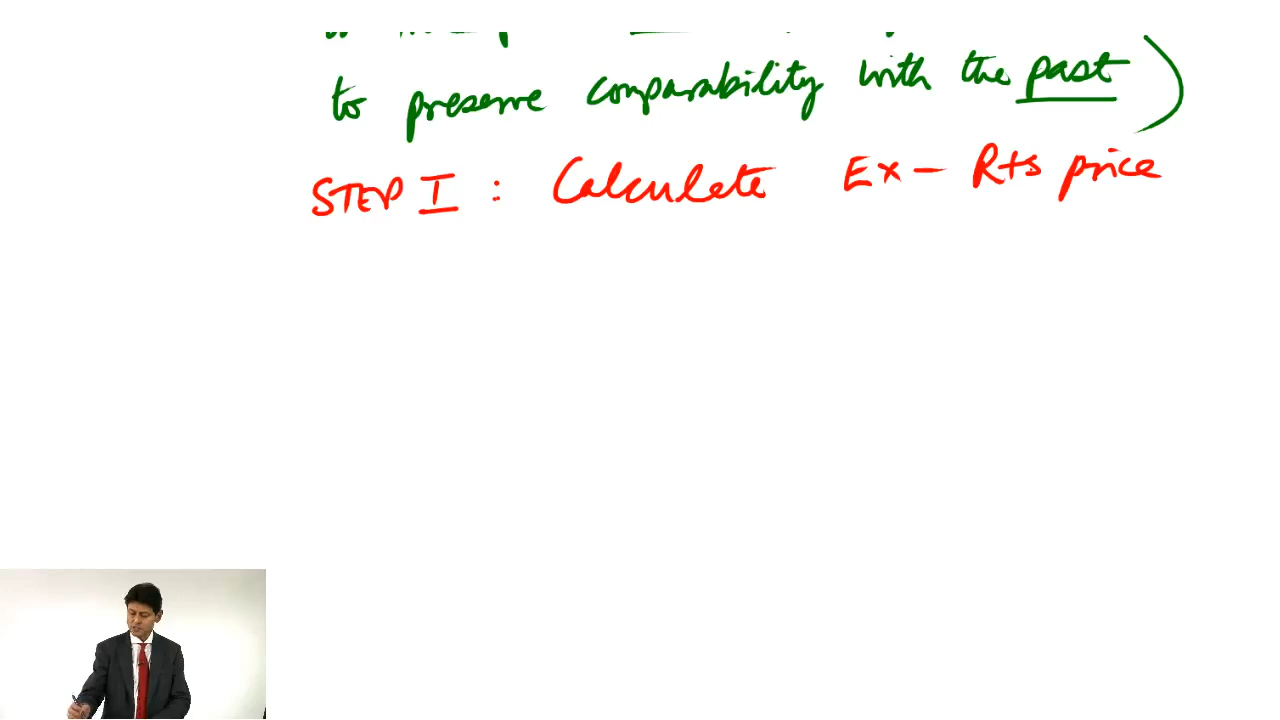 to preserve comparability with the past)
STEP I : Calculate Ex - Rts price